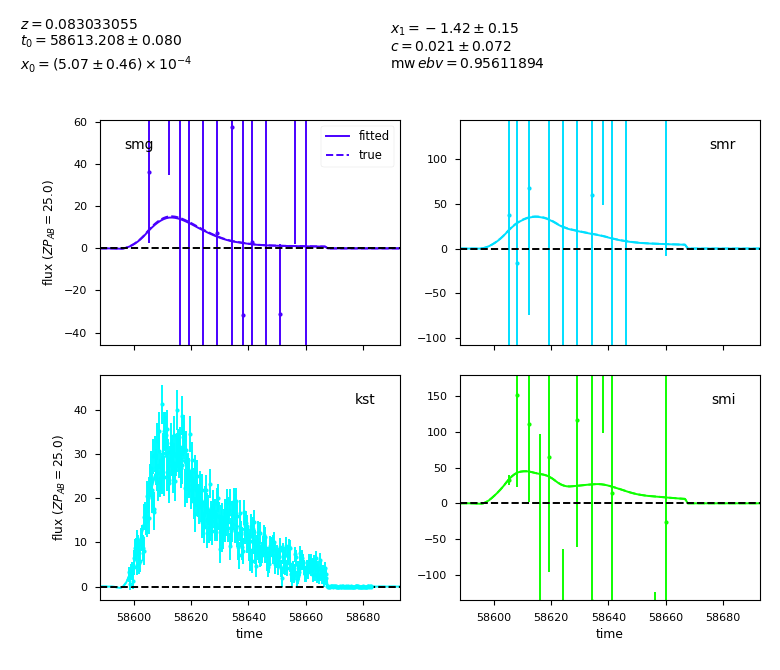 z = 0.083033055
t₀ = 58613.208 ± 0.080
x₀ = (5.07 ± 0.46) × 10⁻⁴
x₁ = −1.42 ± 0.15
c = 0.021 ± 0.072
mw ebv = 0.95611894
smg
fitted
true
60
40
20
0
−20
−40
flux (ZP_AB = 25.0)
smr
100
50
0
−50
−100
kst
40
30
20
10
0
flux (ZP_AB = 25.0)
58600 58620 58640 58660 58680
time
smi
150
100
50
0
−50
−100
58600 58620 58640 58660 58680
time